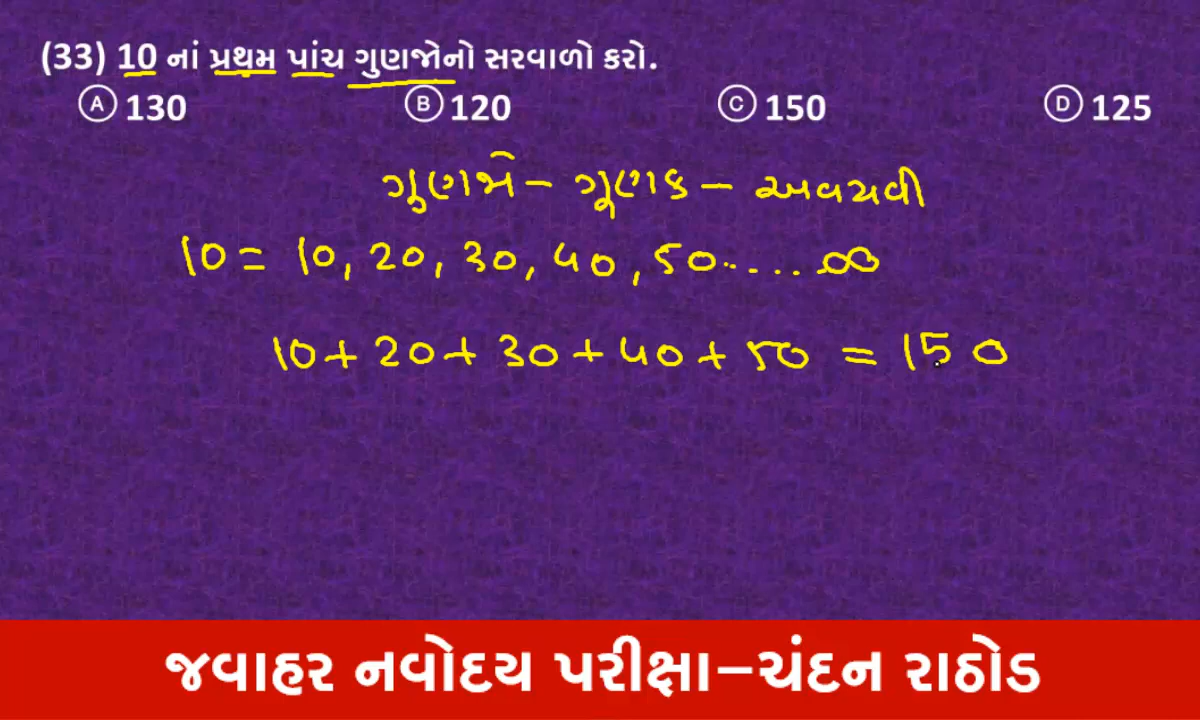 (33) 10 નાં પ્રથમ પાંચ ગુણજોનો સરવાળો કરો.
A 130 B 120 C 150 D 125
ગુણજો - ગૂણક - અવયવી
10 = 10, 20, 30, 40, 50..... ∞
10 + 20 + 30 + 40 + 50 = 150
જવાહર નવોદય પરીક્ષા-ચંદન રાઠોડ